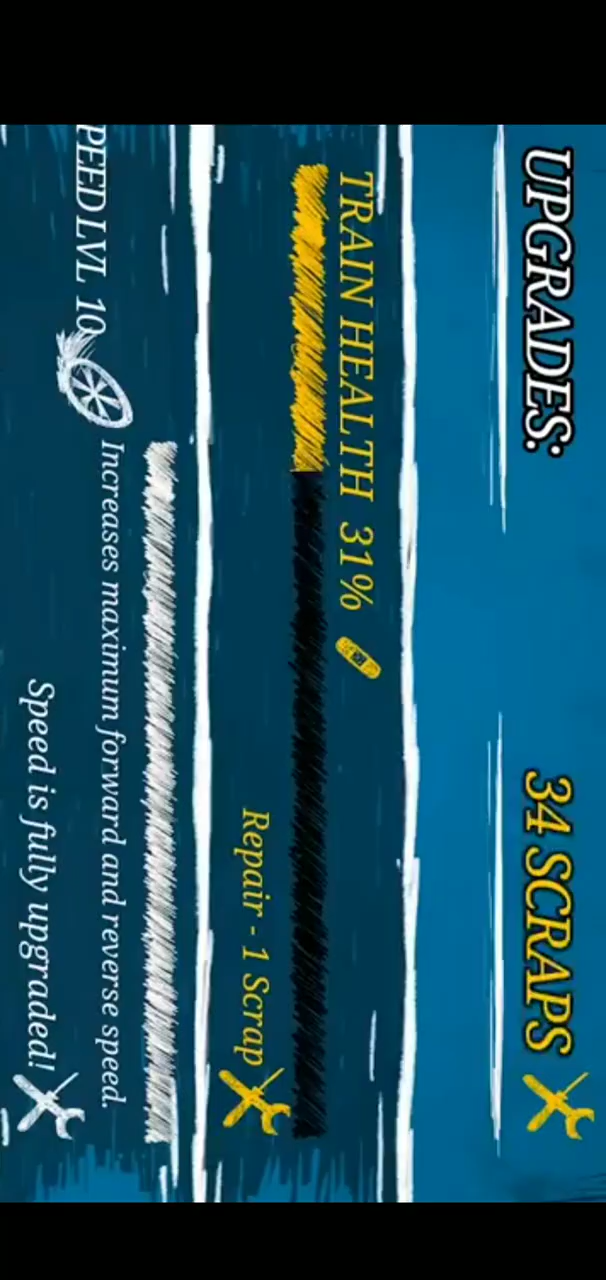 UPGRADES:
34 SCRAPS
TRAIN HEALTH 31%
Repair - 1 Scrap
PEED LVL 10
Increases maximum forward and reverse speed.
Speed is fully upgraded!